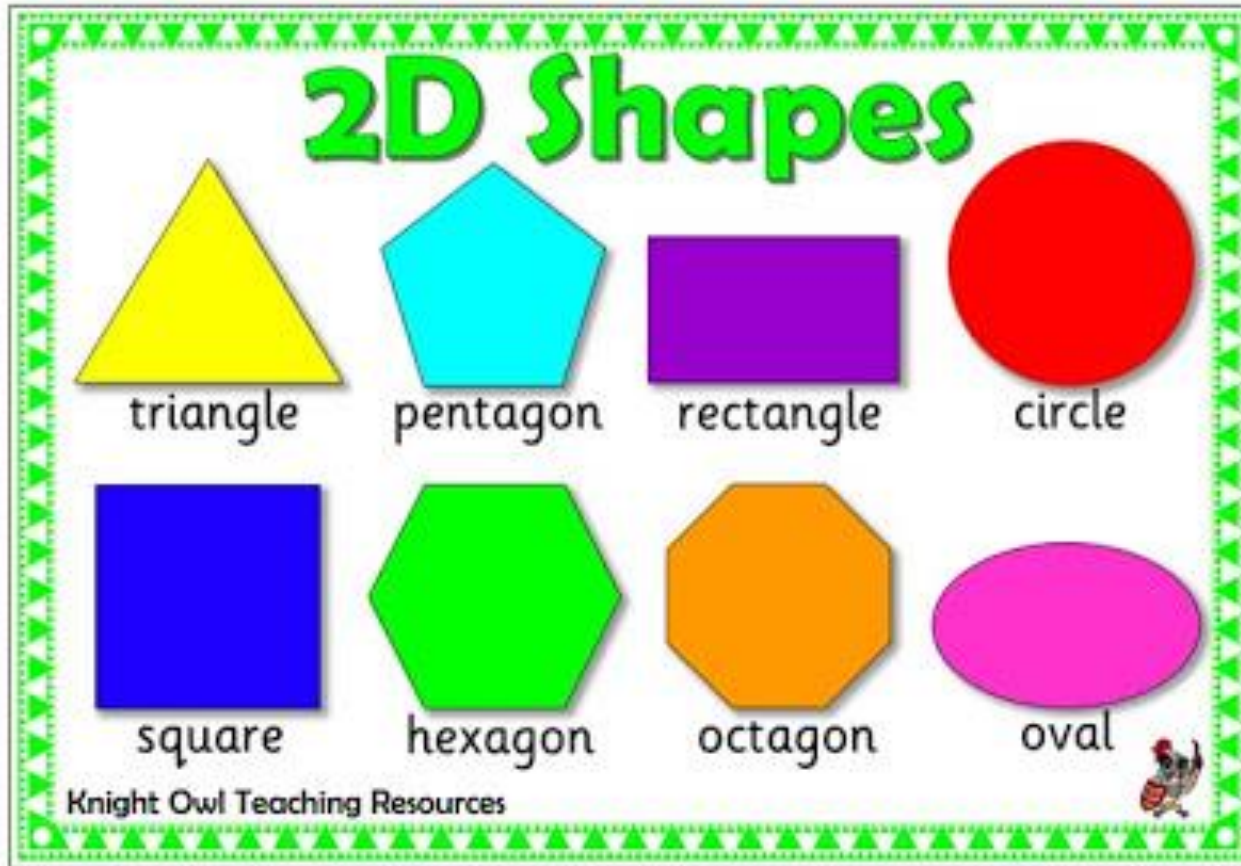 2D Shapes
triangle pentagon rectangle circle
square hexagon octagon oval
Knight Owl Teaching Resources